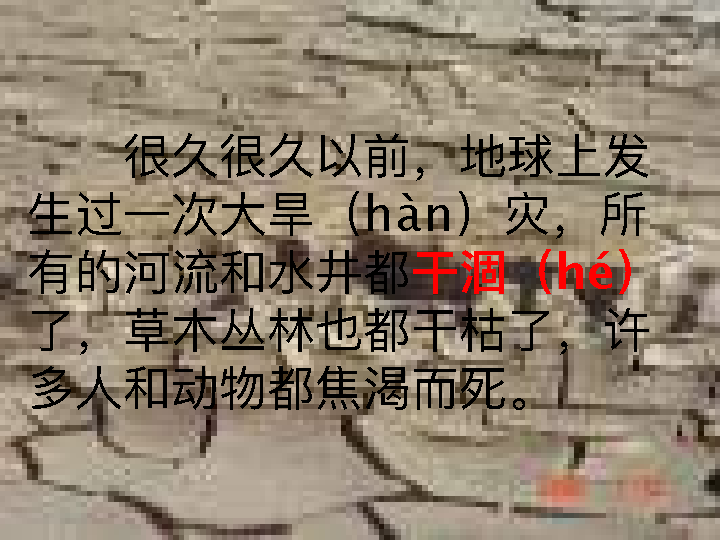 很久很久以前，地球上发
生过一次大旱（hàn）灾，所
有的河流和水井都干涸（hé）
了，草木丛林也都干枯了，许
多人和动物都焦渴而死。